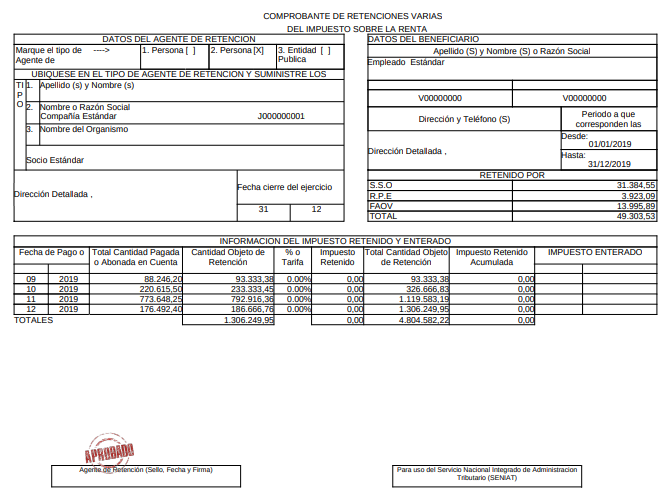 COMPROBANTE DE RETENCIONES VARIAS
DEL IMPUESTO SOBRE LA RENTA
DATOS DEL AGENTE DE RETENCION
Marque el tipo de ---->
Agente de
1. Persona [ ]
2. Persona [X]
3. Entidad [ ]
Publica
UBIQUESE EN EL TIPO DE AGENTE DE RETENCION Y SUMINISTRE LOS
TI
P
O
1. Apellido (s) y Nombre (s)
2. Nombre o Razón Social
Compañía Estándar J000000001
3. Nombre del Organismo
Socio Estándar
Dirección Detallada ,
Fecha cierre del ejercicio
31 12
DATOS DEL BENEFICIARIO
Apellido (S) y Nombre (S) o Razón Social
Empleado Estándar
V00000000 V00000000
Dirección y Teléfono (S)
Periodo a que
corresponden las
Dirección Detallada ,
Desde:
01/01/2019
Hasta:
31/12/2019
RETENIDO POR
S.S.O 31.384,55
R.P.E 3.923,09
FAOV 13.995,89
TOTAL 49.303,53
INFORMACION DEL IMPUESTO RETENIDO Y ENTERADO
Fecha de Pago o
Total Cantidad Pagada
o Abonada en Cuenta
Cantidad Objeto de
Retención
% o
Tarifa
Impuesto
Retenido
Total Cantidad Objeto
de Retención
Impuesto Retenido
Acumulada
IMPUESTO ENTERADO
09 2019 88.246,20 93.333,38 0.00% 0,00 93.333,38 0,00
10 2019 220.615,50 233.333,45 0.00% 0,00 326.666,83 0,00
11 2019 773.648,25 792.916,36 0.00% 0,00 1.119.583,19 0,00
12 2019 176.492,40 186.666,76 0.00% 0,00 1.306.249,95 0,00
TOTALES 1.306.249,95 0,00 4.804.582,22 0,00
APROBADO
Agente de Retención (Sello, Fecha y Firma)
Para uso del Servicio Nacional Integrado de Administracion
Tributario (SENIAT)